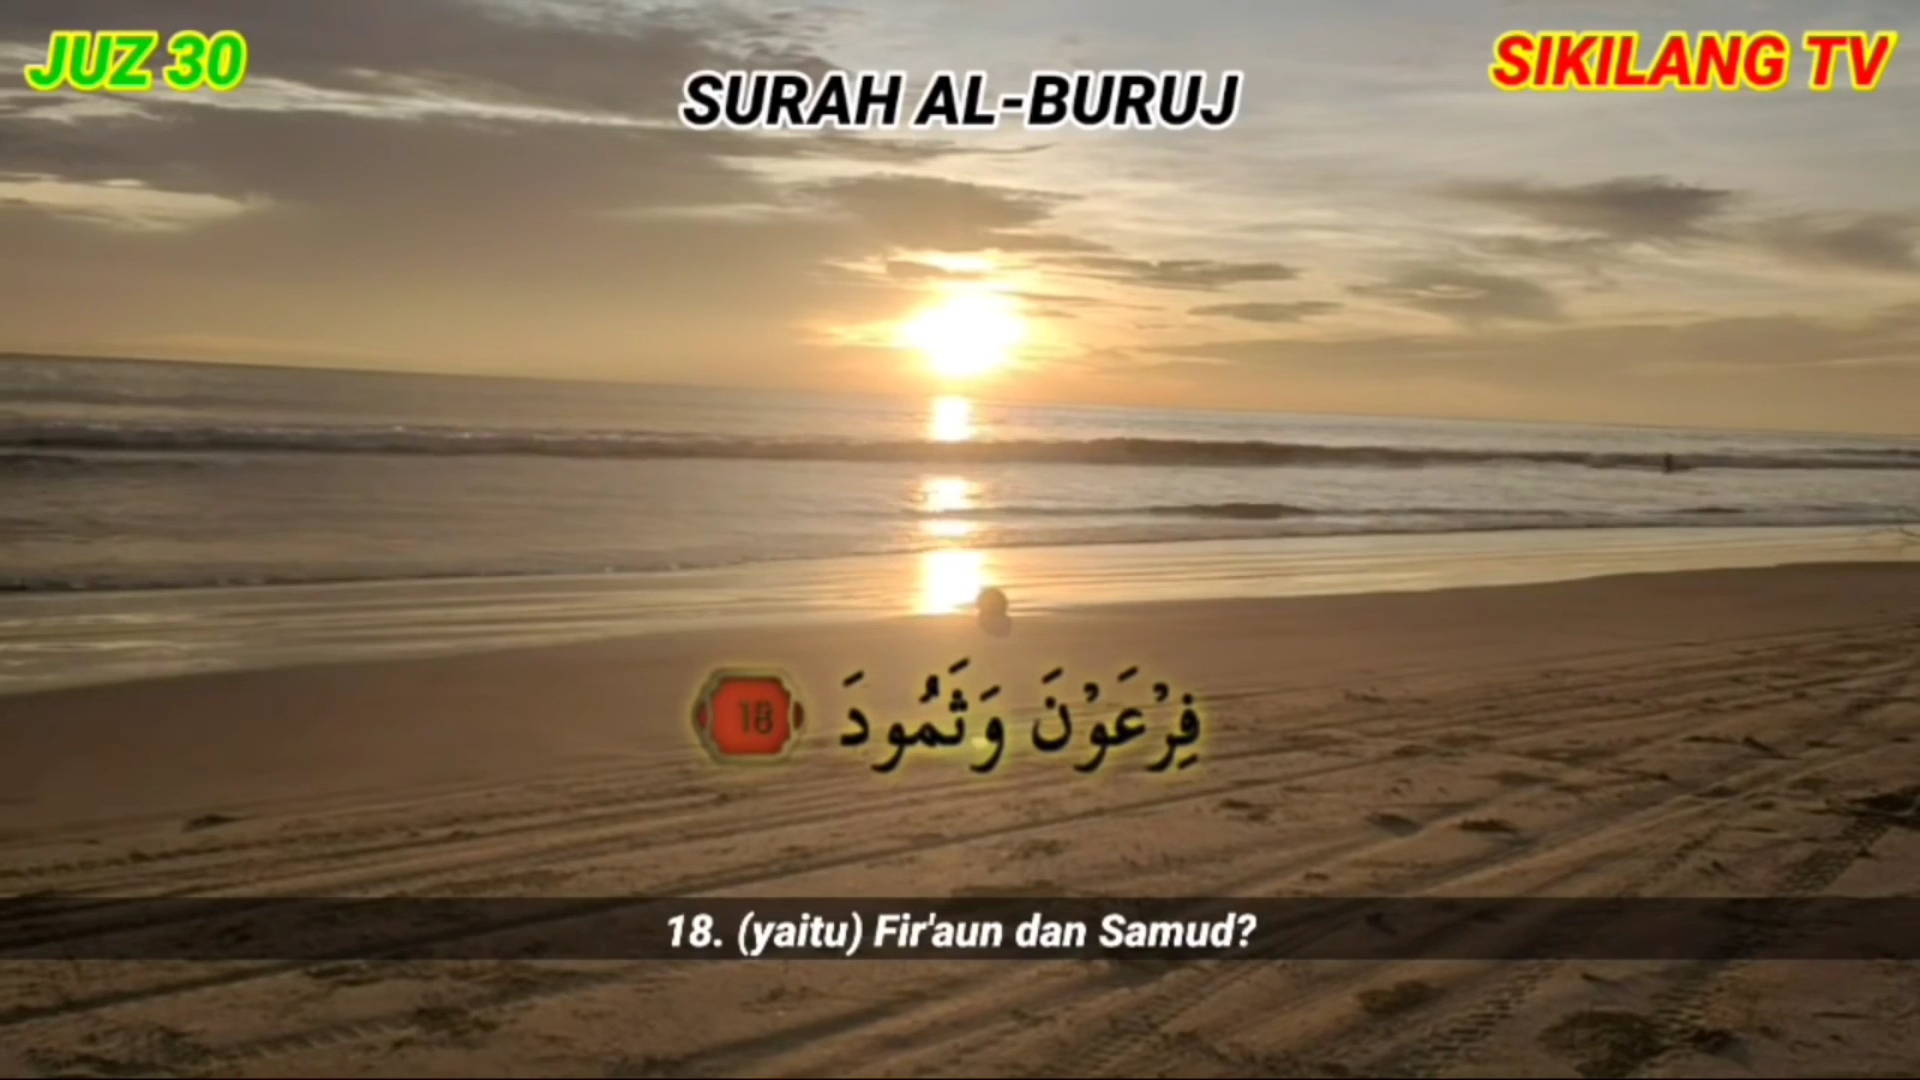 JUZ 30
SIKILANG TV
SURAH AL-BURUJ
فِرْعَوْنَ وَثَمُودَ 18
18. (yaitu) Fir'aun dan Samud?